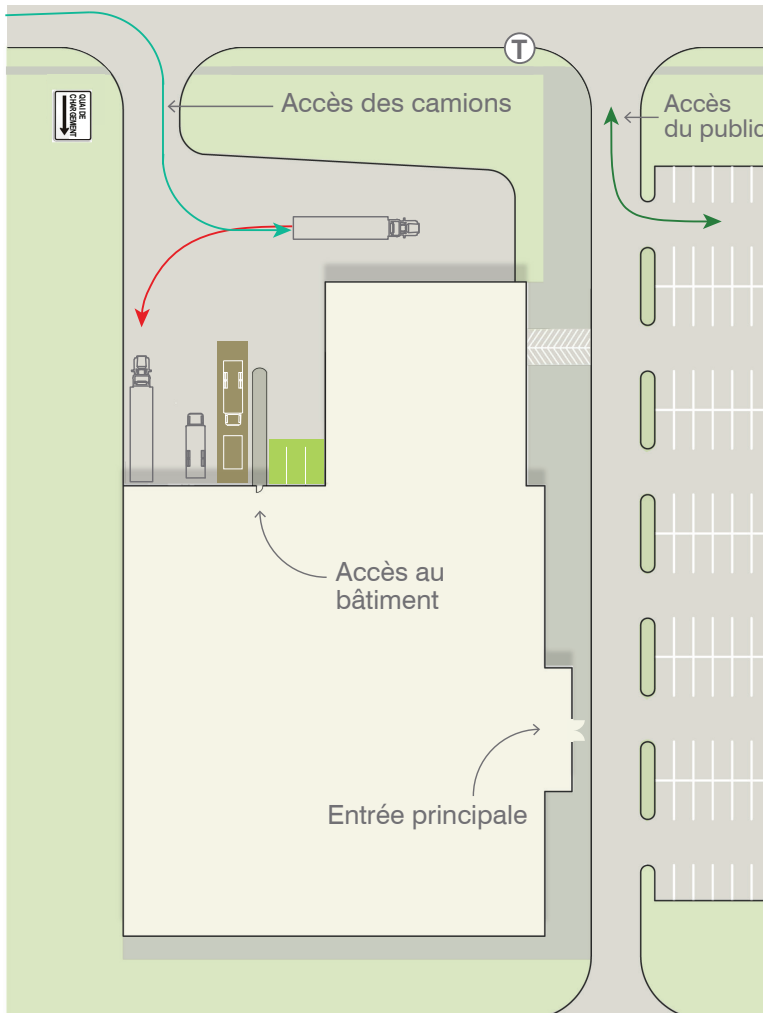 T
QUAI DE
CHARGEMENT
Accès des camions
Accès
du public
Accès au
bâtiment
Entrée principale